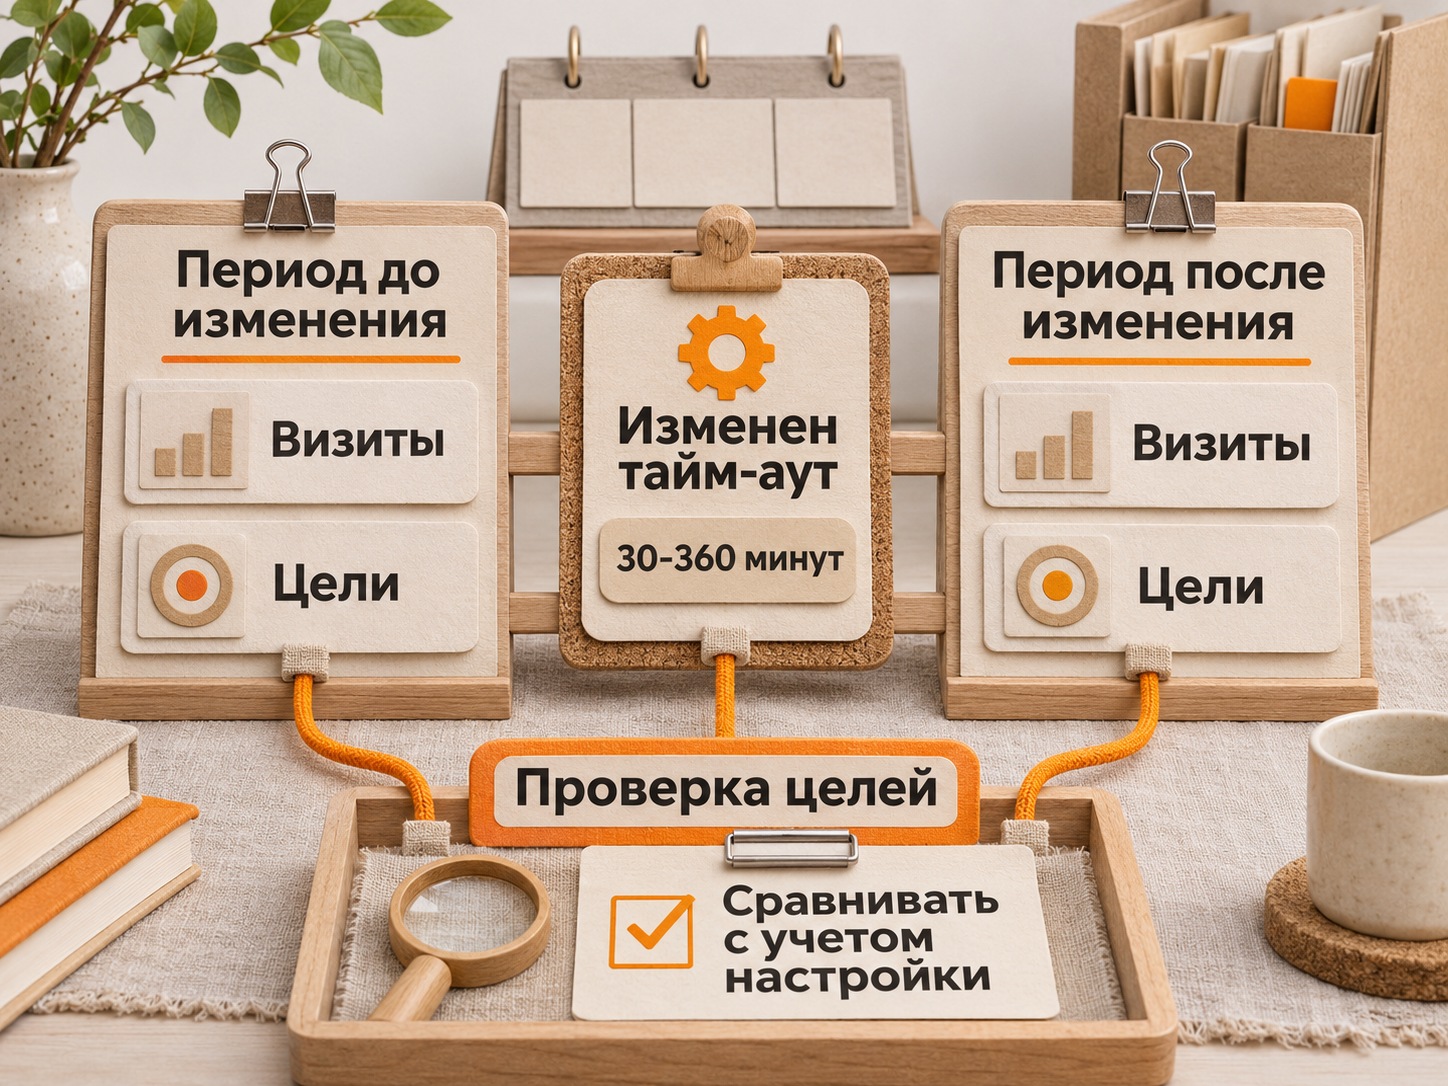 Период до
изменения
Визиты
Цели
Изменен
тайм-аут
30-360 минут
Период после
изменения
Визиты
Цели
Проверка целей
Сравнивать
с учетом
настройки